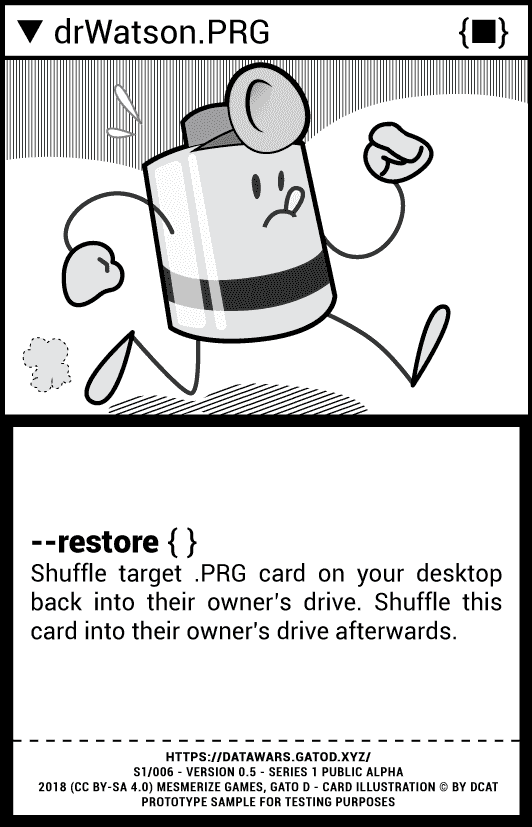 ▼ drWatson.PRG {■}
--restore { }
Shuffle target .PRG card on your desktop
back into their owner's drive. Shuffle this
card into their owner's drive afterwards.
HTTPS://DATAWARS.GATOD.XYZ/
S1/006 - VERSION 0.5 - SERIES 1 PUBLIC ALPHA
2018 (CC BY-SA 4.0) MESMERIZE GAMES, GATO D - CARD ILLUSTRATION © BY DCAT
PROTOTYPE SAMPLE FOR TESTING PURPOSES